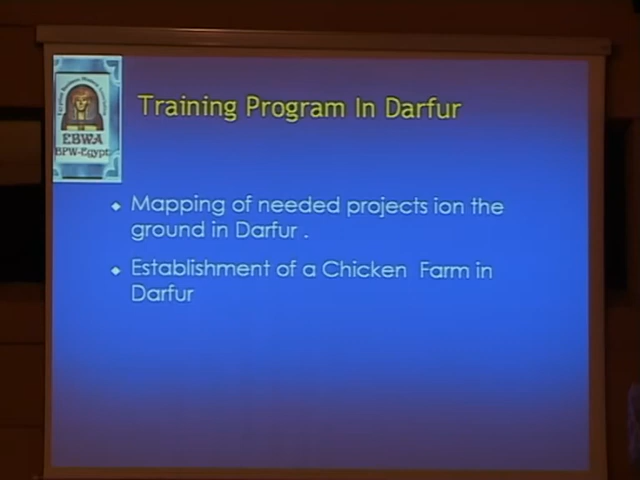 Training Program In Darfur
EBWA
BPW-Egypt
Mapping of needed projects ion the
ground in Darfur .
Establishment of a Chicken Farm in
Darfur